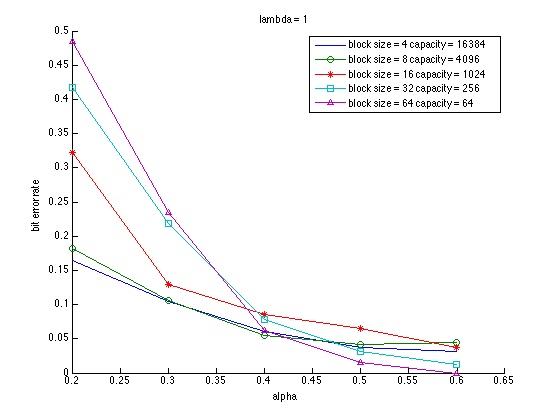 lambda = 1
block size = 4 capacity = 16384
block size = 8 capacity = 4096
block size = 16 capacity = 1024
block size = 32 capacity = 256
block size = 64 capacity = 64
0.5
0.45
0.4
0.35
0.3
0.25
0.2
0.15
0.1
0.05
0
bit error rate
0.2 0.25 0.3 0.35 0.4 0.45 0.5 0.55 0.6 0.65
alpha